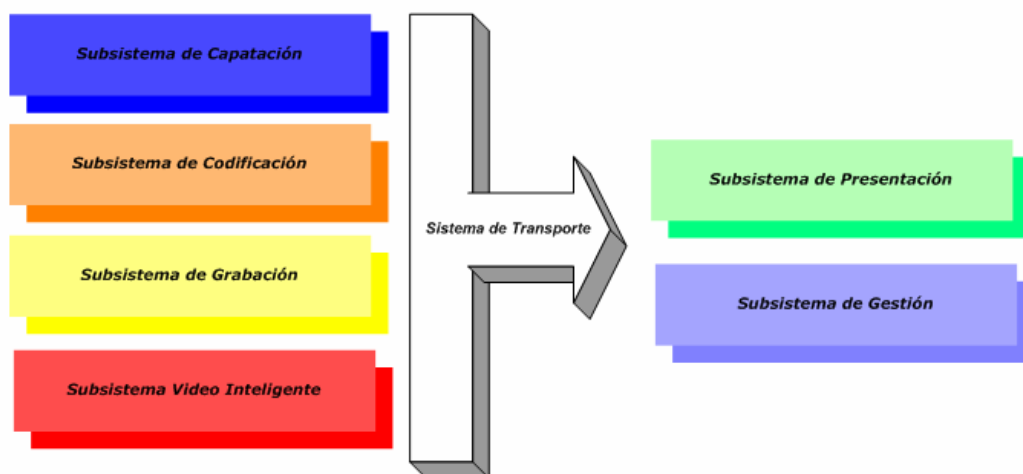 Subsistema de Capatación
Subsistema de Codificación
Subsistema de Grabación
Subsistema Video Inteligente
Sistema de Transporte
Subsistema de Presentación
Subsistema de Gestión